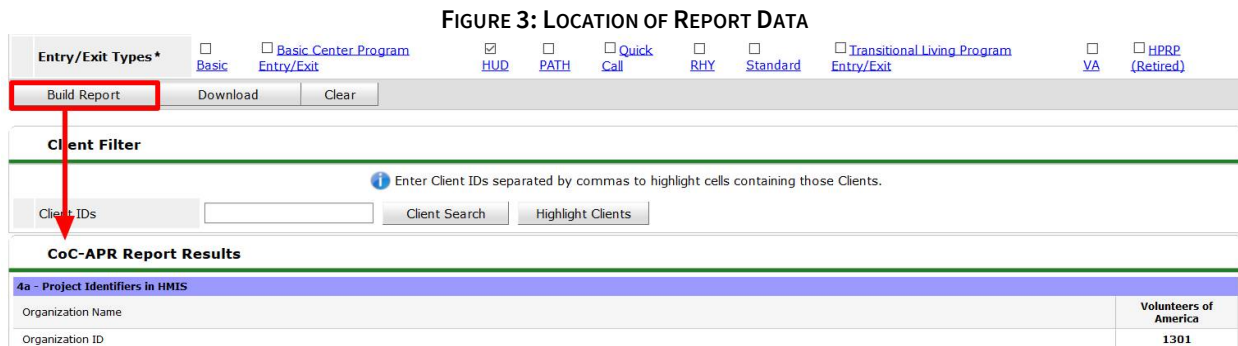 FIGURE 3: LOCATION OF REPORT DATA
Entry/Exit Types*
Basic
Basic Center Program Entry/Exit
HUD
PATH
Quick Call
RHY
Standard
Transitional Living Program Entry/Exit
VA
HPRP (Retired)
Build Report Download Clear
Client Filter
Enter Client IDs separated by commas to highlight cells containing those Clients.
Client IDs Client Search Highlight Clients
CoC-APR Report Results
4a - Project Identifiers in HMIS
Organization Name Volunteers of America
Organization ID 1301